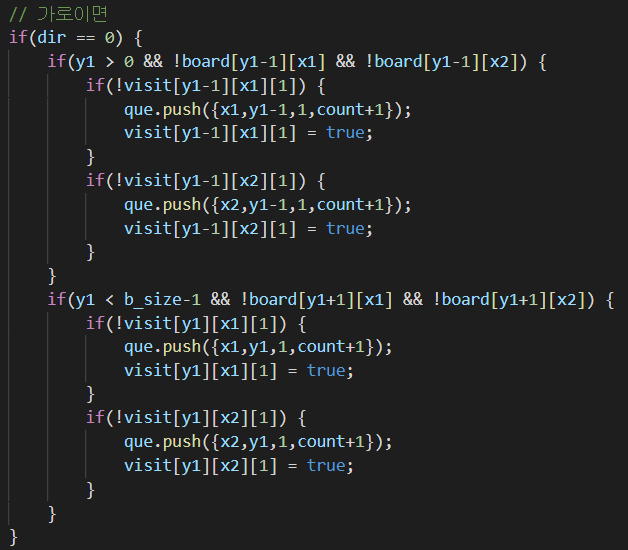 // 가로이면
if(dir == 0) {
    if(y1 > 0 && !board[y1-1][x1] && !board[y1-1][x2]) {
        if(!visit[y1-1][x1][1]) {
            que.push({x1,y1-1,1,count+1});
            visit[y1-1][x1][1] = true;
        }
        if(!visit[y1-1][x2][1]) {
            que.push({x2,y1-1,1,count+1});
            visit[y1-1][x2][1] = true;
        }
    }
    if(y1 < b_size-1 && !board[y1+1][x1] && !board[y1+1][x2]) {
        if(!visit[y1][x1][1]) {
            que.push({x1,y1,1,count+1});
            visit[y1][x1][1] = true;
        }
        if(!visit[y1][x2][1]) {
            que.push({x2,y1,1,count+1});
            visit[y1][x2][1] = true;
        }
    }
}